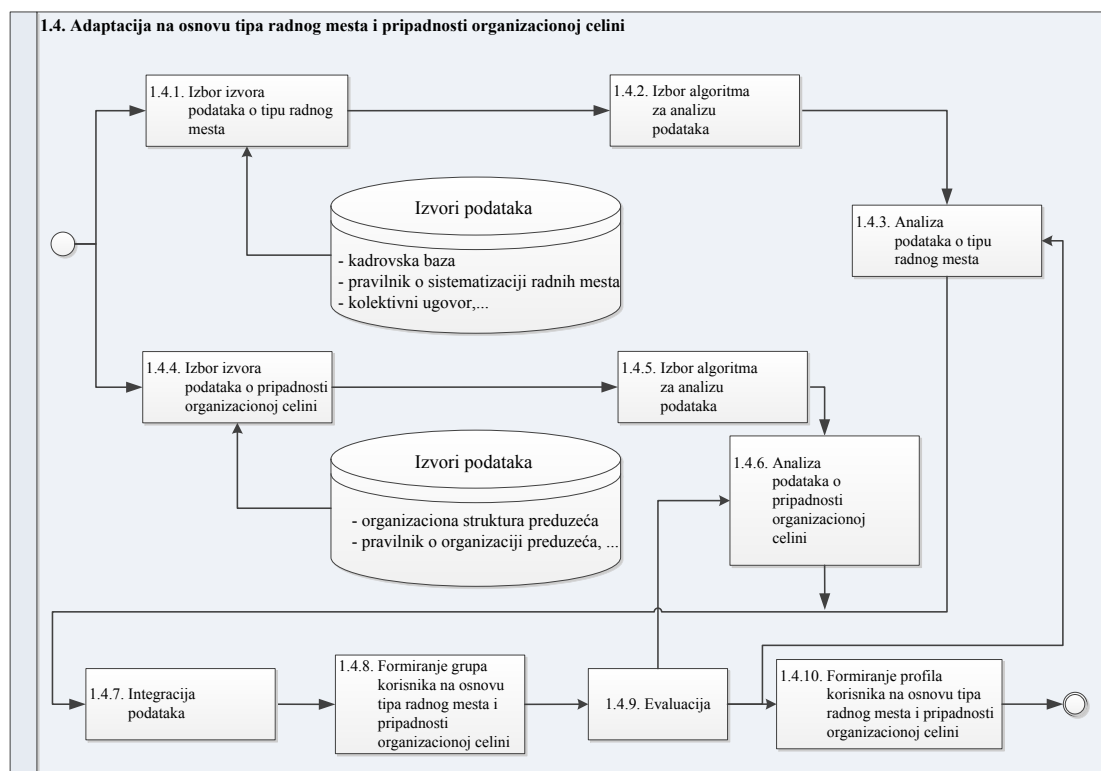 1.4. Adaptacija na osnovu tipa radnog mesta i pripadnosti organizacionoj celini
1.4.1. Izbor izvora
podataka o tipu radnog
mesta
1.4.2. Izbor algoritma
za analizu
podataka
Izvori podataka
- kadrovska baza
- pravilnik o sistematizaciji radnih mesta
- kolektivni ugovor,...
1.4.3. Analiza
podataka o tipu
radnog mesta
1.4.4. Izbor izvora
podataka o pripadnosti
organizacionoj celini
1.4.5. Izbor algoritma
za analizu
podataka
Izvori podataka
- organizaciona struktura preduzeća
- pravilnik o organizaciji preduzeća, ...
1.4.6. Analiza
podataka o
pripadnosti
organizacionoj
celini
1.4.7. Integracija
podataka
1.4.8. Formiranje grupa
korisnika na osnovu
tipa radnog mesta i
pripadnosti
organizacionoj celini
1.4.9. Evaluacija
1.4.10. Formiranje profila
korisnika na osnovu tipa
radnog mesta i pripadnosti
organizacionoj celini